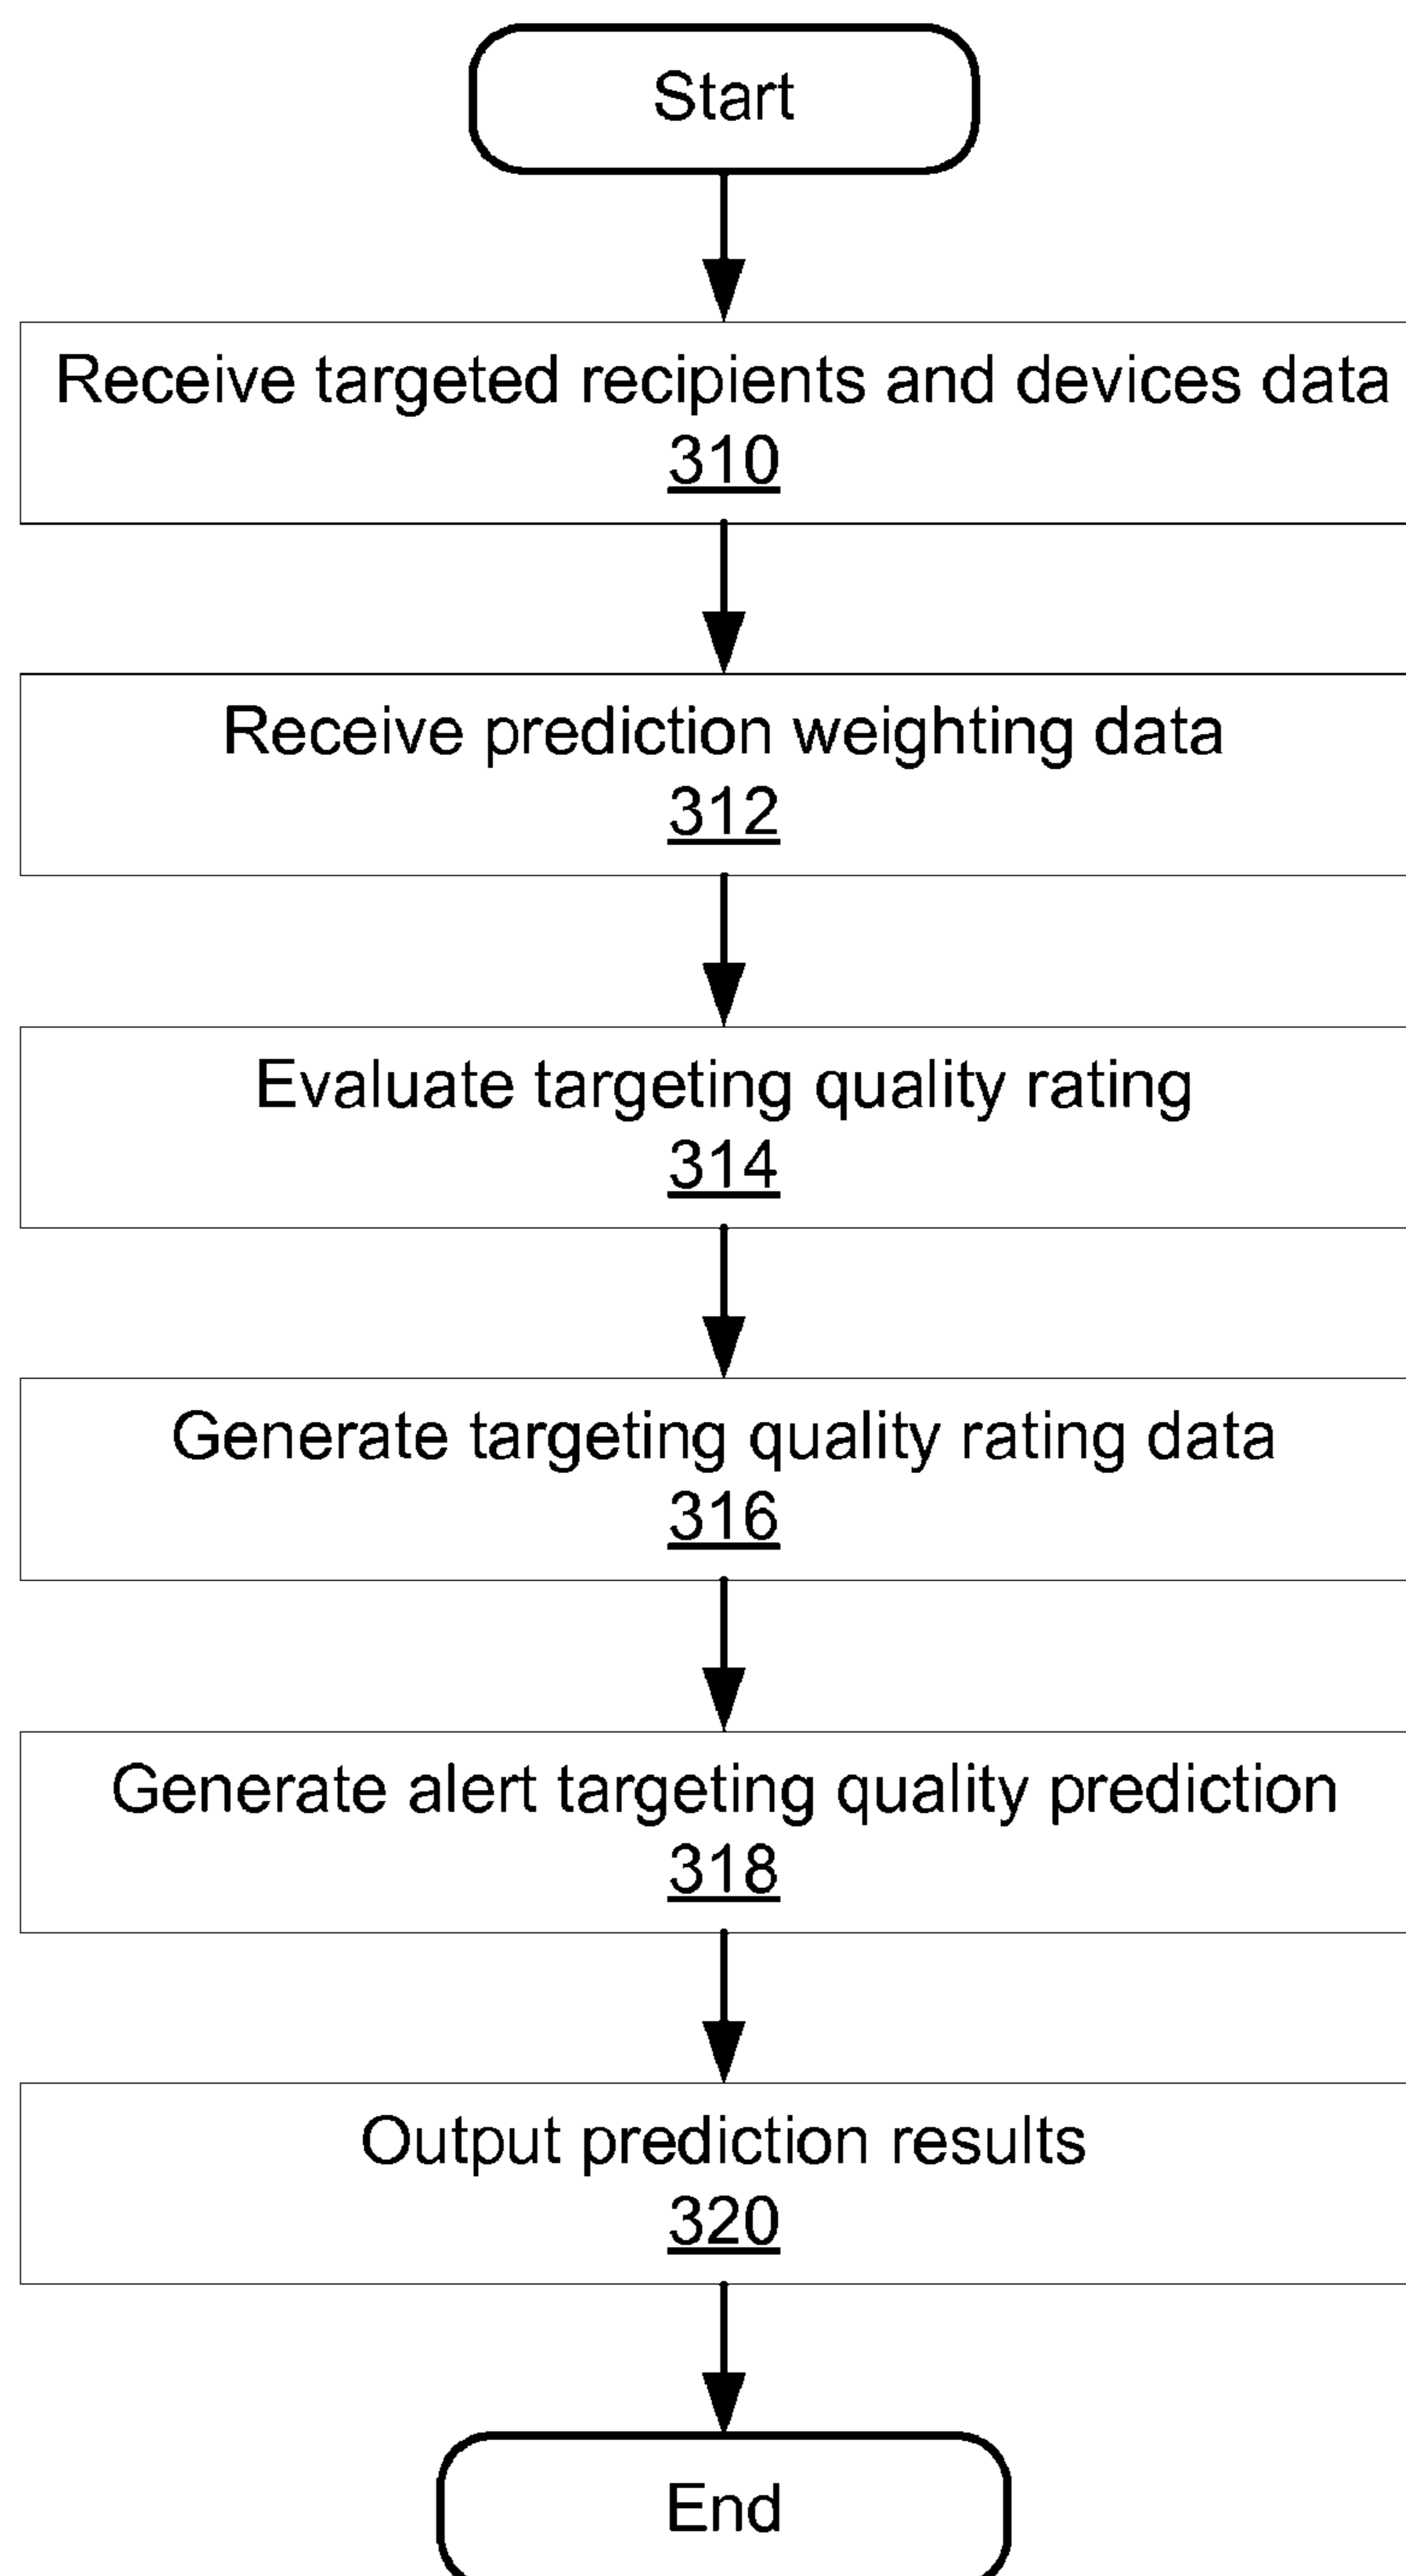 Start
Receive targeted recipients and devices data
310
Receive prediction weighting data
312
Evaluate targeting quality rating
314
Generate targeting quality rating data
316
Generate alert targeting quality prediction
318
Output prediction results
320
End